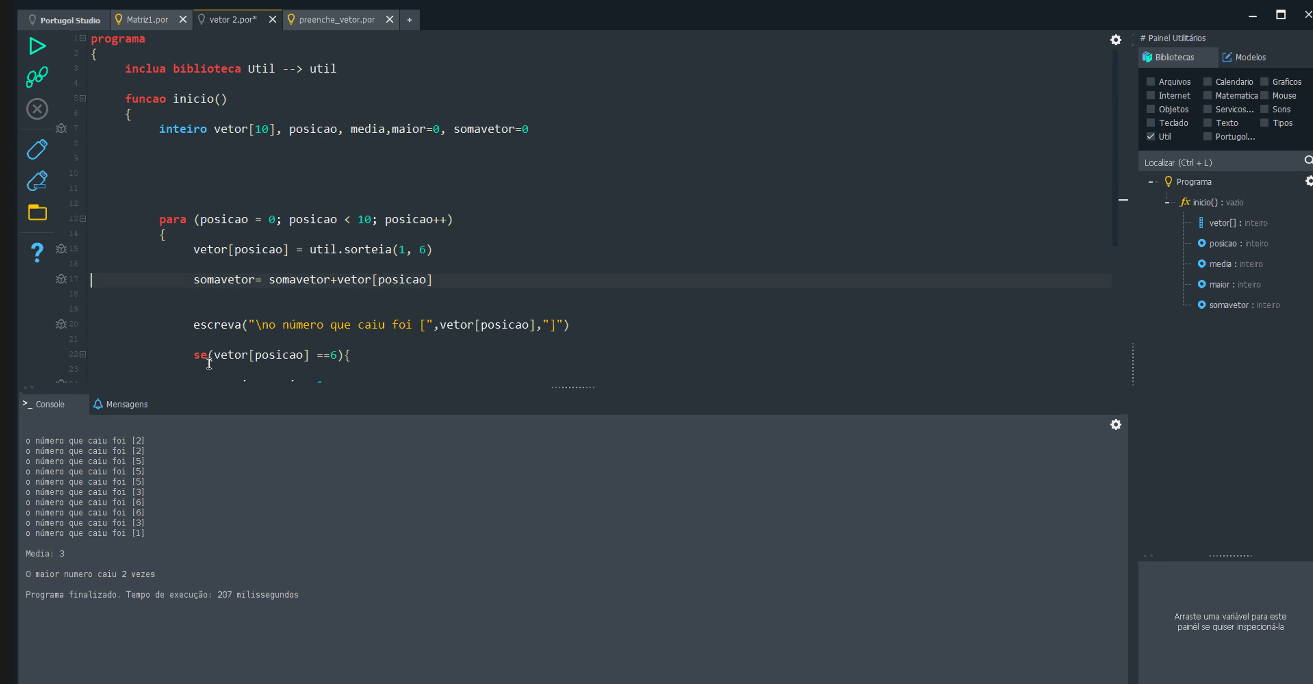 Portugol Studio Matriz1.por vetor 2.por* preenche_vetor.por +
1 programa
2 {
3 inclua biblioteca Util --> util
4
5 funcao inicio()
6 {
7 inteiro vetor[10], posicao, media,maior=0, somavetor=0
8
9
10
11
12
13 para (posicao = 0; posicao < 10; posicao++)
14 {
15 vetor[posicao] = util.sorteia(1, 6)
16
17 somavetor= somavetor+vetor[posicao]
18
19
20 escreva("\no número que caiu foi [",vetor[posicao],"]")
21
22 se(vetor[posicao] ==6){
23
>_ Console Mensagens
o número que caiu foi [2]
o número que caiu foi [2]
o número que caiu foi [5]
o número que caiu foi [5]
o número que caiu foi [5]
o número que caiu foi [3]
o número que caiu foi [6]
o número que caiu foi [6]
o número que caiu foi [3]
o número que caiu foi [1]
Media: 3
O maior numero caiu 2 vezes
Programa finalizado. Tempo de execução: 207 milissegundos
# Painel Utilitários
Bibliotecas Modelos
Arquivos Calendario Graficos
Internet Matematica Mouse
Objetos Servicos... Sons
Teclado Texto Tipos
Util Portugol...
Localizar (Ctrl + L)
Programa
fx inicio() : vazio
vetor[] : inteiro
posicao : inteiro
media : inteiro
maior : inteiro
somavetor : inteiro
Arraste uma variável para este
painél se quiser inspecioná-la